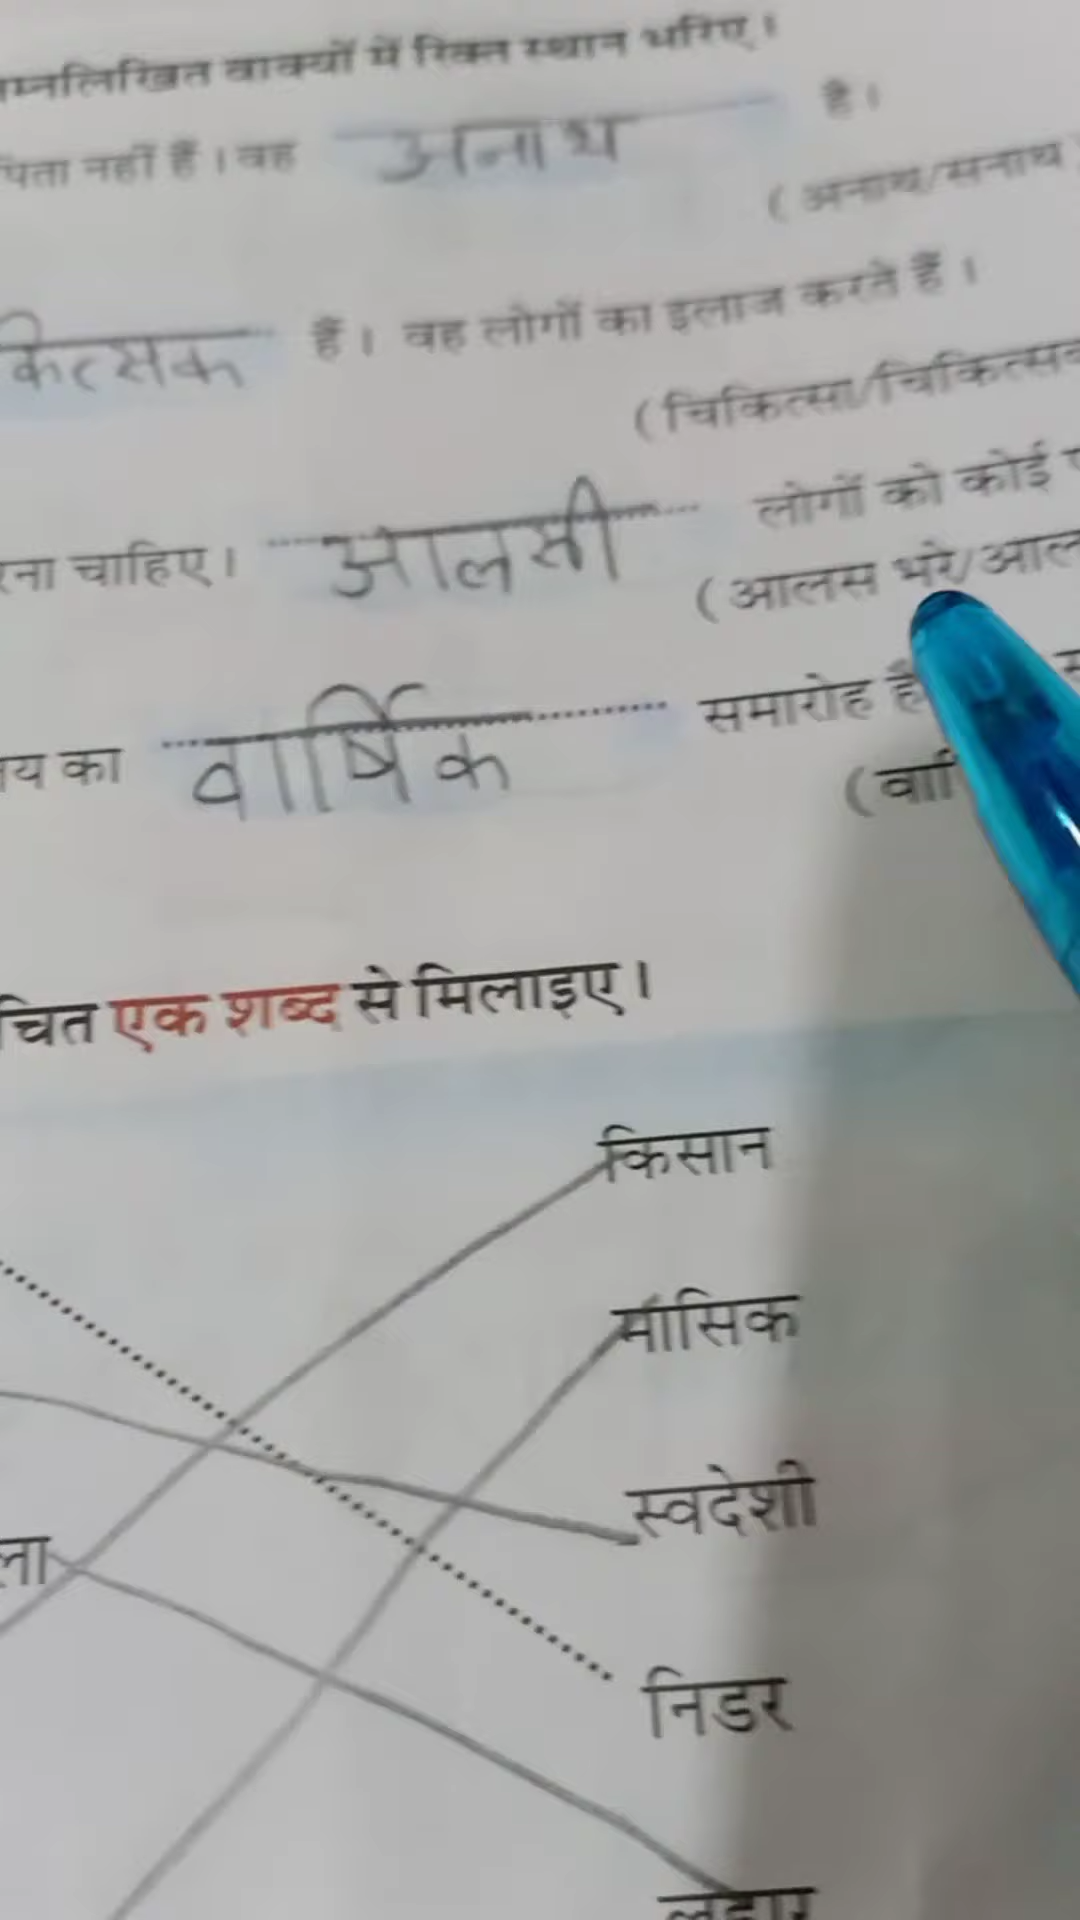 म्नलिखित वाक्यों में रिक्त स्थान भरिए।
पिता नहीं हैं। वह अनाथ है।
(अनाथ/सनाथ)
कित्सक हैं। वह लोगों का इलाज करते हैं।
(चिकित्सा/चिकित्सक
रना चाहिए। आलसी लोगों को कोई
(आलस भरे/आल
य का वार्षिक समारोह है
(वार्
चित एक शब्द से मिलाइए।
किसान
मासिक
स्वदेशी
ला
निडर
लुहार